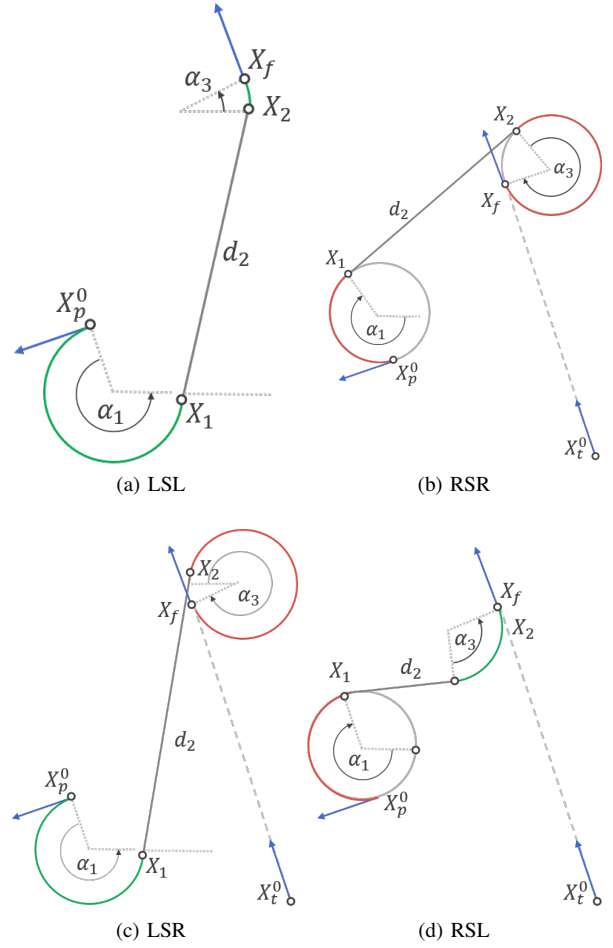 X_f
α_3
X_2
d_2
X_p^0
α_1
X_1
(a) LSL
X_2
α_3
X_f
d_2
X_1
α_1
X_p^0
X_t^0
(b) RSR
X_2
X_f
α_3
d_2
X_p^0
α_1
X_1
X_t^0
(c) LSR
X_f
X_2
α_3
d_2
X_1
α_1
X_p^0
X_t^0
(d) RSL